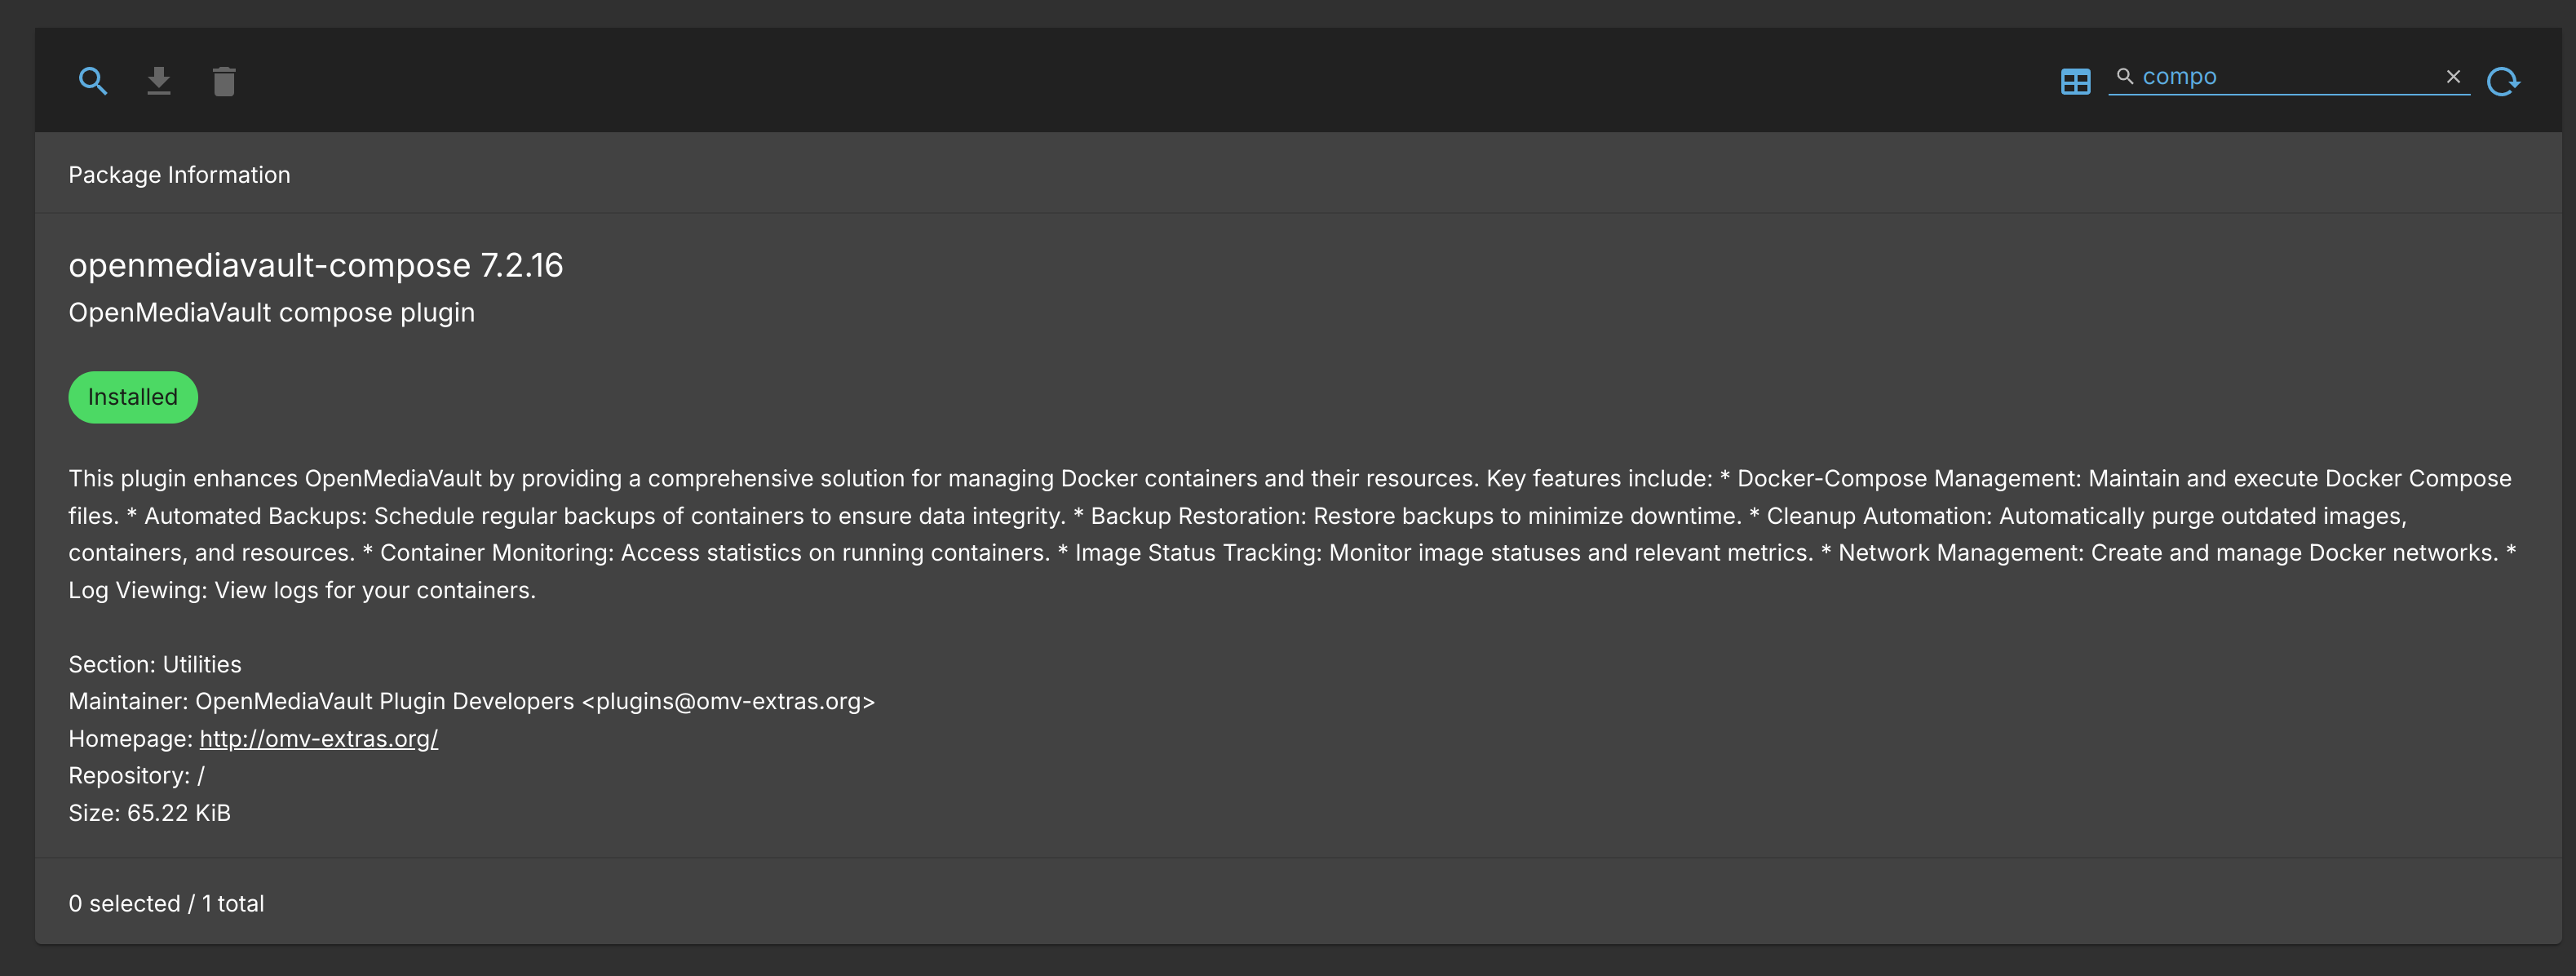 compo
Package Information
openmediavault-compose 7.2.16
OpenMediaVault compose plugin
Installed
This plugin enhances OpenMediaVault by providing a comprehensive solution for managing Docker containers and their resources. Key features include: * Docker-Compose Management: Maintain and execute Docker Compose
files. * Automated Backups: Schedule regular backups of containers to ensure data integrity. * Backup Restoration: Restore backups to minimize downtime. * Cleanup Automation: Automatically purge outdated images,
containers, and resources. * Container Monitoring: Access statistics on running containers. * Image Status Tracking: Monitor image statuses and relevant metrics. * Network Management: Create and manage Docker networks. *
Log Viewing: View logs for your containers.
Section: Utilities
Maintainer: OpenMediaVault Plugin Developers <plugins@omv-extras.org>
Homepage: http://omv-extras.org/
Repository: /
Size: 65.22 KiB
0 selected / 1 total